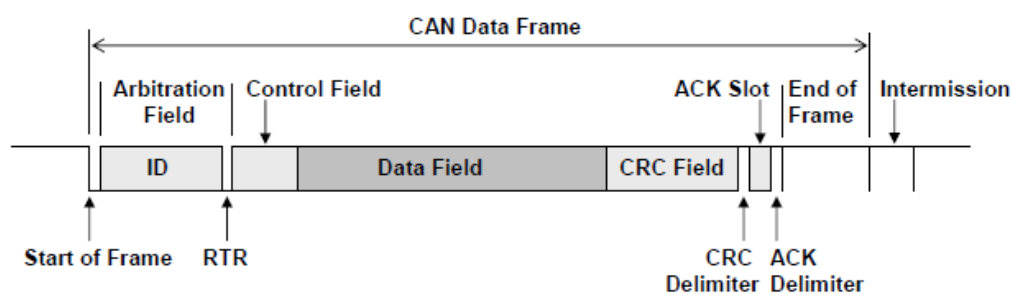 CAN Data Frame
Arbitration
Field
Control Field
ACK Slot
End of
Frame
Intermission
ID
Data Field
CRC Field
Start of Frame
RTR
CRC
Delimiter
ACK
Delimiter